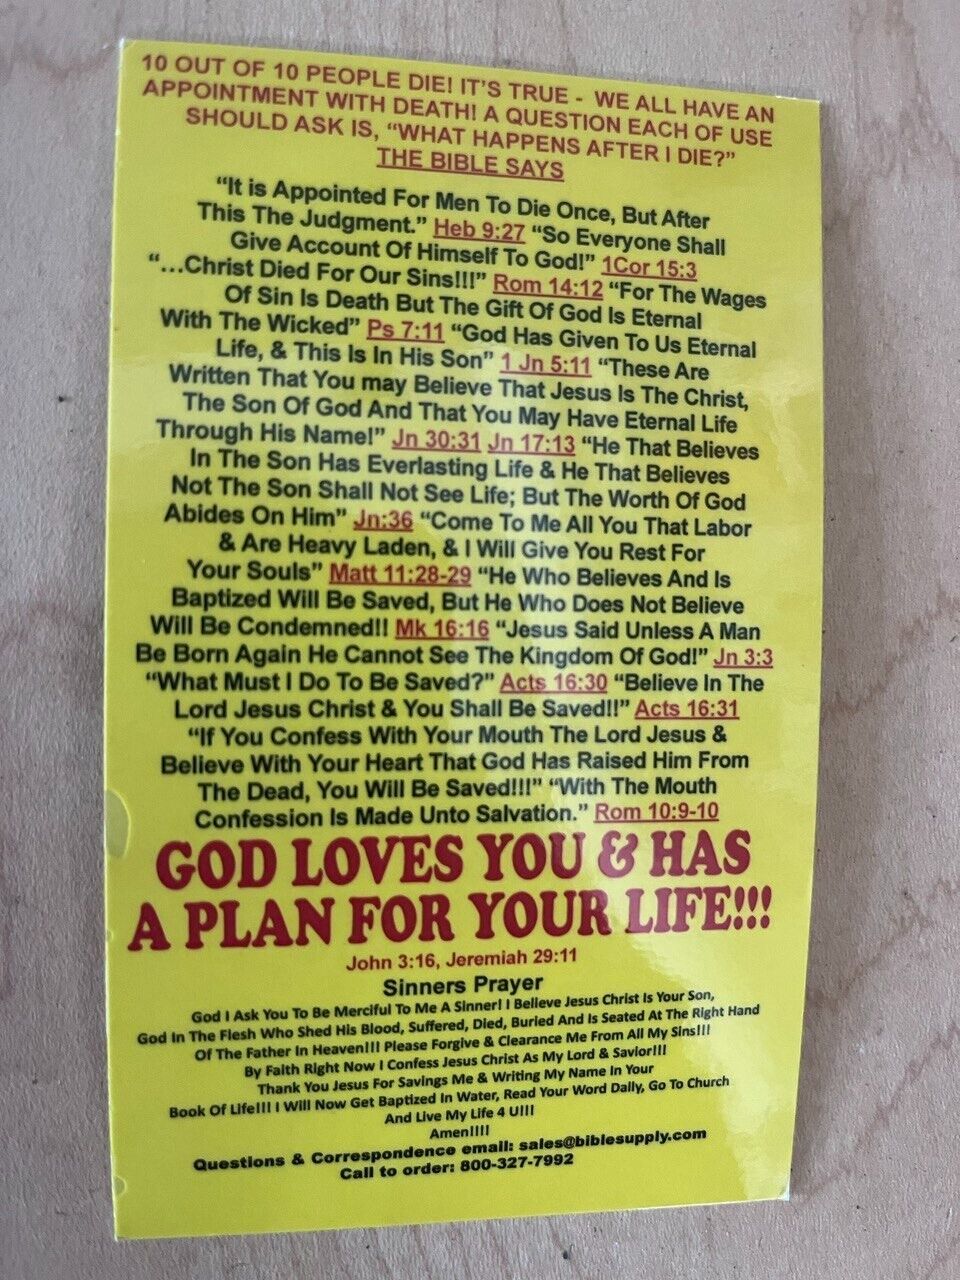 10 OUT OF 10 PEOPLE DIE! IT'S TRUE - WE ALL HAVE AN
APPOINTMENT WITH DEATH! A QUESTION EACH OF USE
SHOULD ASK IS, “WHAT HAPPENS AFTER I DIE?”
THE BIBLE SAYS
“It is Appointed For Men To Die Once, But After
This The Judgment.” Heb 9:27 “So Everyone Shall
Give Account Of Himself To God!” 1Cor 15:3
“...Christ Died For Our Sins!!!” Rom 14:12 “For The Wages
Of Sin Is Death But The Gift Of God Is Eternal
With The Wicked” Ps 7:11 “God Has Given To Us Eternal
Life, & This Is In His Son” 1 Jn 5:11 “These Are
Written That You may Believe That Jesus Is The Christ,
The Son Of God And That You May Have Eternal Life
Through His Name!” Jn 30:31 Jn 17:13 “He That Believes
In The Son Has Everlasting Life & He That Believes
Not The Son Shall Not See Life; But The Worth Of God
Abides On Him” Jn:36 “Come To Me All You That Labor
& Are Heavy Laden, & I Will Give You Rest For
Your Souls” Matt 11:28-29 “He Who Believes And Is
Baptized Will Be Saved, But He Who Does Not Believe
Will Be Condemned!! Mk 16:16 “Jesus Said Unless A Man
Be Born Again He Cannot See The Kingdom Of God!” Jn 3:3
“What Must I Do To Be Saved?” Acts 16:30 “Believe In The
Lord Jesus Christ & You Shall Be Saved!!” Acts 16:31
“If You Confess With Your Mouth The Lord Jesus &
Believe With Your Heart That God Has Raised Him From
The Dead, You Will Be Saved!!!” “With The Mouth
Confession Is Made Unto Salvation.” Rom 10:9-10
GOD LOVES YOU & HAS
A PLAN FOR YOUR LIFE!!!
John 3:16, Jeremiah 29:11
Sinners Prayer
God I Ask You To Be Merciful To Me A Sinner! I Believe Jesus Christ Is Your Son,
God In The Flesh Who Shed His Blood, Suffered, Died, Buried And Is Seated At The Right Hand
Of The Father In Heaven!!! Please Forgive & Clearance Me From All My Sins!!!
By Faith Right Now I Confess Jesus Christ As My Lord & Savior!!!
Thank You Jesus For Savings Me & Writing My Name In Your
Book Of Life!!! I Will Now Get Baptized In Water, Read Your Word Daily, Go To Church
And Live My Life 4 U!!!
Amen!!!!
Questions & Correspondence email: sales@biblesupply.com
Call to order: 800-327-7992